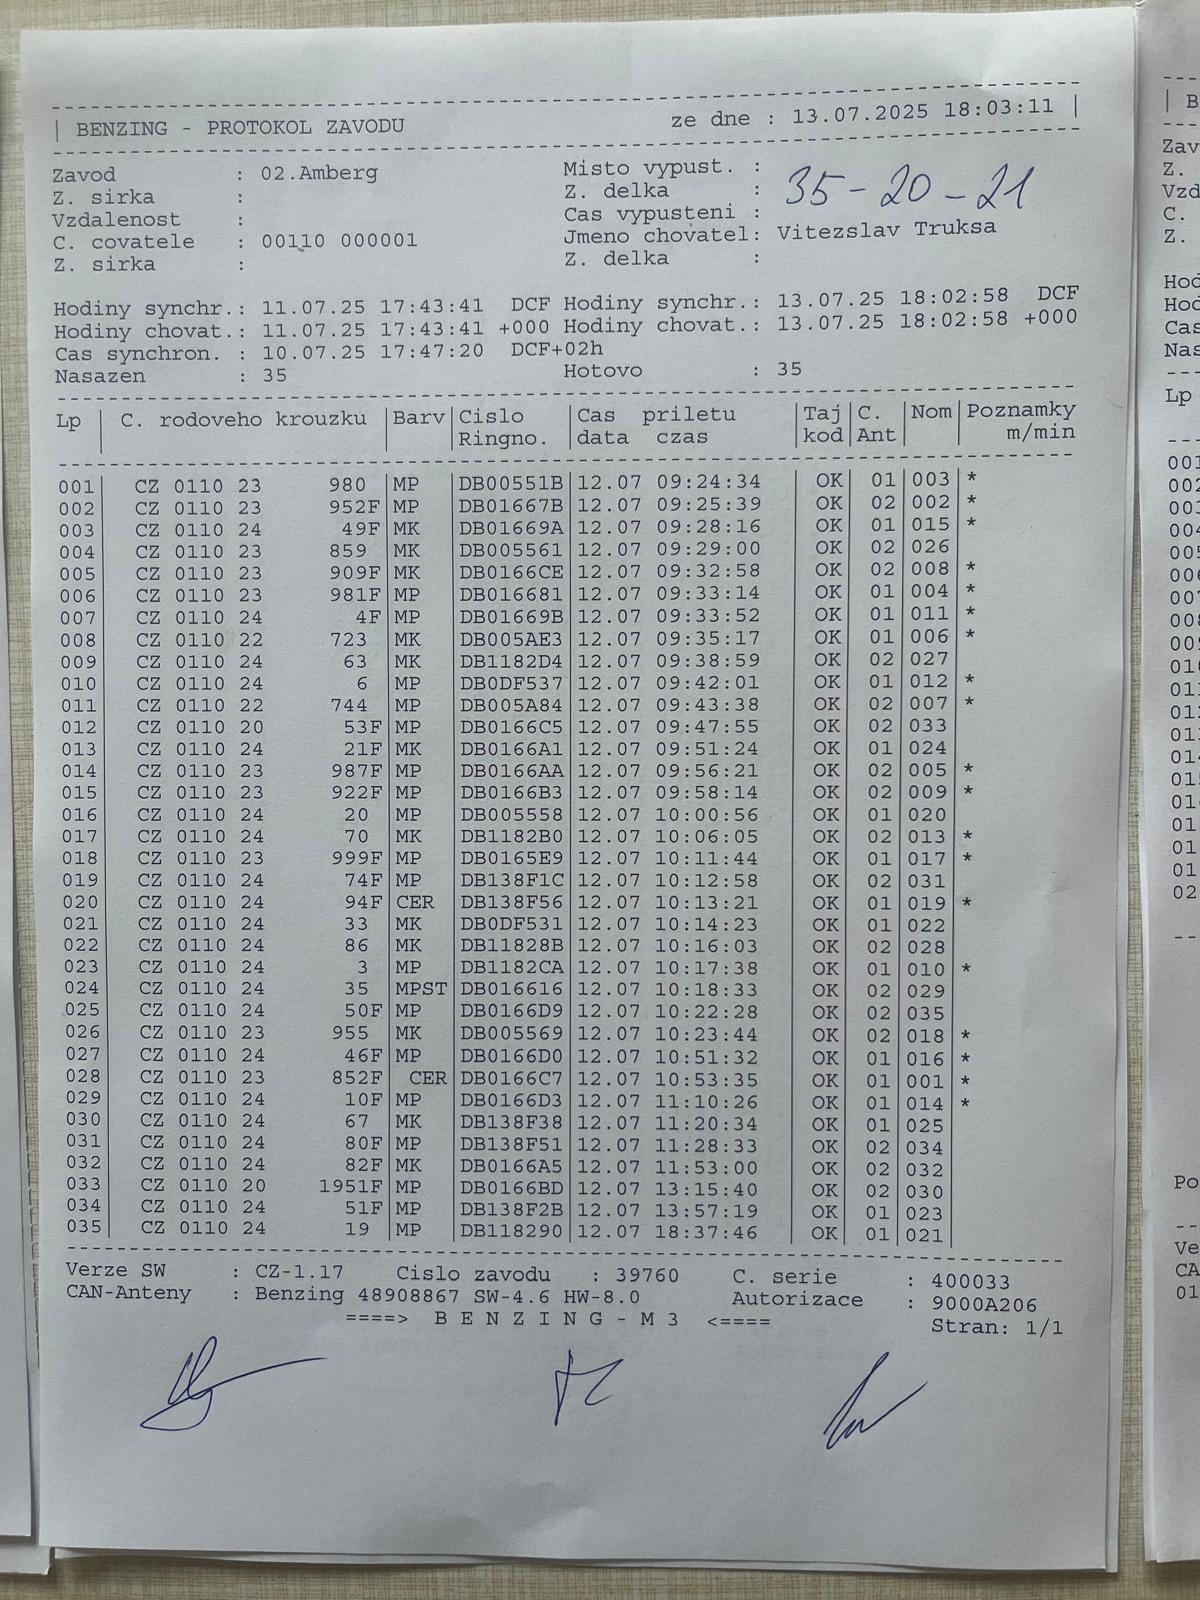 BENZING - PROTOKOL ZAVODU ze dne : 13.07.2025 18:03:11
Zavod : 02.Amberg Misto vypust. :
Z. sirka : Z. delka : 35-20-21
Vzdalenost : Cas vypusteni :
C. covatele : 00110 000001 Jmeno chovatel: Vitezslav Truksa
Z. sirka : Z. delka :
Hodiny synchr.: 11.07.25 17:43:41 DCF Hodiny synchr.: 13.07.25 18:02:58 DCF
Hodiny chovat.: 11.07.25 17:43:41 +000 Hodiny chovat.: 13.07.25 18:02:58 +000
Cas synchron. : 10.07.25 17:47:20 DCF+02h
Nasazen : 35 Hotovo : 35
Lp | C. rodoveho krouzku | Barv | Cislo | Cas priletu | Taj | C. | Nom | Poznamky
Ringno. | data czas | kod | Ant | m/min
001 | CZ 0110 23 980 | MP | DB00551B | 12.07 09:24:34 | OK | 01 | 003 | *
002 | CZ 0110 23 952F | MP | DB01667B | 12.07 09:25:39 | OK | 02 | 002 | *
003 | CZ 0110 24 49F | MK | DB01669A | 12.07 09:28:16 | OK | 01 | 015 | *
004 | CZ 0110 23 859 | MK | DB005561 | 12.07 09:29:00 | OK | 02 | 026 |
005 | CZ 0110 23 909F | MK | DB0166CE | 12.07 09:32:58 | OK | 02 | 008 | *
006 | CZ 0110 23 981F | MP | DB016681 | 12.07 09:33:14 | OK | 01 | 004 | *
007 | CZ 0110 24 4F | MP | DB01669B | 12.07 09:33:52 | OK | 01 | 011 | *
008 | CZ 0110 22 723 | MK | DB005AE3 | 12.07 09:35:17 | OK | 01 | 006 | *
009 | CZ 0110 24 63 | MK | DB1182D4 | 12.07 09:38:59 | OK | 02 | 027 |
010 | CZ 0110 24 6 | MP | DB0DF537 | 12.07 09:42:01 | OK | 01 | 012 | *
011 | CZ 0110 22 744 | MP | DB005A84 | 12.07 09:43:38 | OK | 02 | 007 | *
012 | CZ 0110 20 53F | MP | DB0166C5 | 12.07 09:47:55 | OK | 02 | 033 |
013 | CZ 0110 24 21F | MK | DB0166A1 | 12.07 09:51:24 | OK | 01 | 024 |
014 | CZ 0110 23 987F | MP | DB0166AA | 12.07 09:56:21 | OK | 02 | 005 | *
015 | CZ 0110 23 922F | MP | DB0166B3 | 12.07 09:58:14 | OK | 02 | 009 | *
016 | CZ 0110 24 20 | MP | DB005558 | 12.07 10:00:56 | OK | 01 | 020 |
017 | CZ 0110 24 70 | MK | DB1182B0 | 12.07 10:06:05 | OK | 02 | 013 | *
018 | CZ 0110 23 999F | MP | DB0165E9 | 12.07 10:11:44 | OK | 01 | 017 | *
019 | CZ 0110 24 74F | MP | DB138F1C | 12.07 10:12:58 | OK | 02 | 031 |
020 | CZ 0110 24 94F | CER | DB138F56 | 12.07 10:13:21 | OK | 01 | 019 | *
021 | CZ 0110 24 33 | MK | DB0DF531 | 12.07 10:14:23 | OK | 01 | 022 |
022 | CZ 0110 24 86 | MK | DB11828B | 12.07 10:16:03 | OK | 02 | 028 |
023 | CZ 0110 24 3 | MP | DB1182CA | 12.07 10:17:38 | OK | 01 | 010 | *
024 | CZ 0110 24 35 | MPST | DB016616 | 12.07 10:18:33 | OK | 02 | 029 |
025 | CZ 0110 24 50F | MP | DB0166D9 | 12.07 10:22:28 | OK | 02 | 035 |
026 | CZ 0110 23 955 | MK | DB005569 | 12.07 10:23:44 | OK | 02 | 018 | *
027 | CZ 0110 24 46F | MP | DB0166D0 | 12.07 10:51:32 | OK | 01 | 016 | *
028 | CZ 0110 23 852F | CER | DB0166C7 | 12.07 10:53:35 | OK | 01 | 001 | *
029 | CZ 0110 24 10F | MP | DB0166D3 | 12.07 11:10:26 | OK | 01 | 014 | *
030 | CZ 0110 24 67 | MK | DB138F38 | 12.07 11:20:34 | OK | 01 | 025 |
031 | CZ 0110 24 80F | MP | DB138F51 | 12.07 11:28:33 | OK | 02 | 034 |
032 | CZ 0110 24 82F | MK | DB0166A5 | 12.07 11:53:00 | OK | 02 | 032 |
033 | CZ 0110 20 1951F | MP | DB0166BD | 12.07 13:15:40 | OK | 02 | 030 |
034 | CZ 0110 24 51F | MP | DB138F2B | 12.07 13:57:19 | OK | 01 | 023 |
035 | CZ 0110 24 19 | MP | DB118290 | 12.07 18:37:46 | OK | 01 | 021 |
Verze SW : CZ-1.17 Cislo zavodu : 39760 C. serie : 400033
CAN-Anteny : Benzing 48908867 SW-4.6 HW-8.0 Autorizace : 9000A206
====> B E N Z I N G - M 3 <==== Stran: 1/1